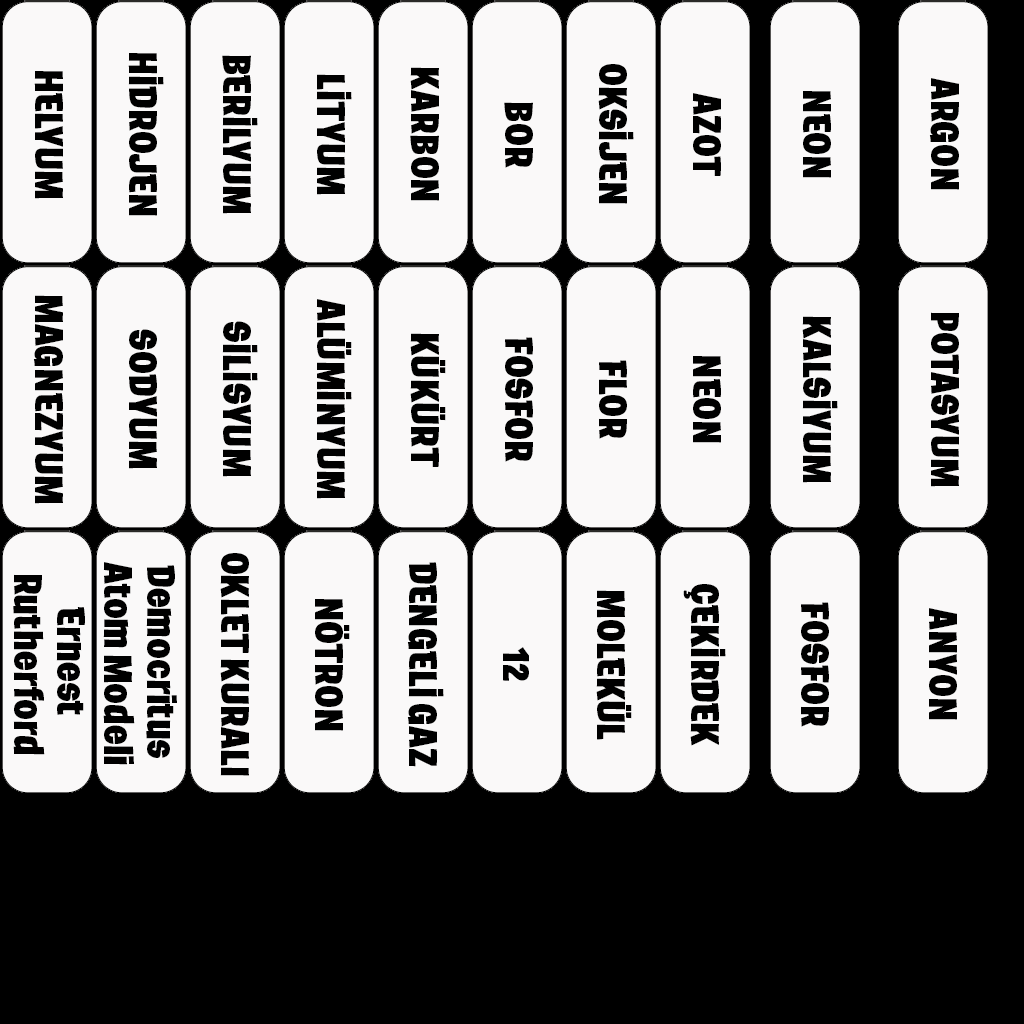 HELYUM
HİDROJEN
BERİLYUM
LİTYUM
KARBON
BOR
OKSİJEN
AZOT
NEON
ARGON
MAGNEZYUM
SODYUM
SİLİSYUM
ALÜMİNYUM
KÜKÜRT
FOSFOR
FLOR
NEON
KALSİYUM
POTASYUM
Ernest
Rutherford
Democritus
Atom Modeli
OKLET KURALI
NÖTRON
DENGELİ GAZ
12
MOLEKÜL
ÇEKİRDEK
FOSFOR
ANYON